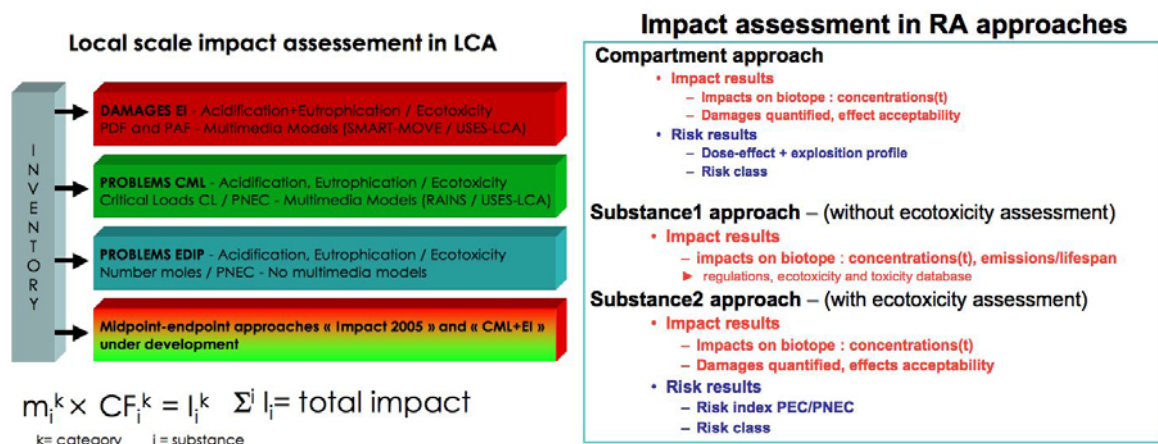 Local scale impact assessement in LCA
INVENTORY
DAMAGES EI - Acidification+Eutrophication / Ecotoxicity
PDF and PAF - Multimedia Models (SMART-MOVE / USES-LCA)
PROBLEMS CML - Acidification, Eutrophication / Ecotoxicity
Critical Loads CL / PNEC - Multimedia Models (RAINS / USES-LCA)
PROBLEMS EDIP - Acidification, Eutrophication / Ecotoxicity
Number moles / PNEC - No multimedia models
Midpoint-endpoint approaches « Impact 2005 » and « CML+EI »
under development
mᵢᵏ × CFᵢᵏ = Iᵢᵏ Σⁱ Iᵢ= total impact
k= category i = substance
Impact assessment in RA approaches
Compartment approach
• Impact results
– Impacts on biotope : concentrations(t)
– Damages quantified, effect acceptability
• Risk results
– Dose-effect + explosition profile
– Risk class
Substance1 approach – (without ecotoxicity assessment)
• Impact results
– impacts on biotope : concentrations(t), emissions/lifespan
► regulations, ecotoxicity and toxicity database
Substance2 approach – (with ecotoxicity assessment)
• Impact results
– Impacts on biotope : concentrations(t)
– Damages quantified, effects acceptability
• Risk results
– Risk index PEC/PNEC
– Risk class